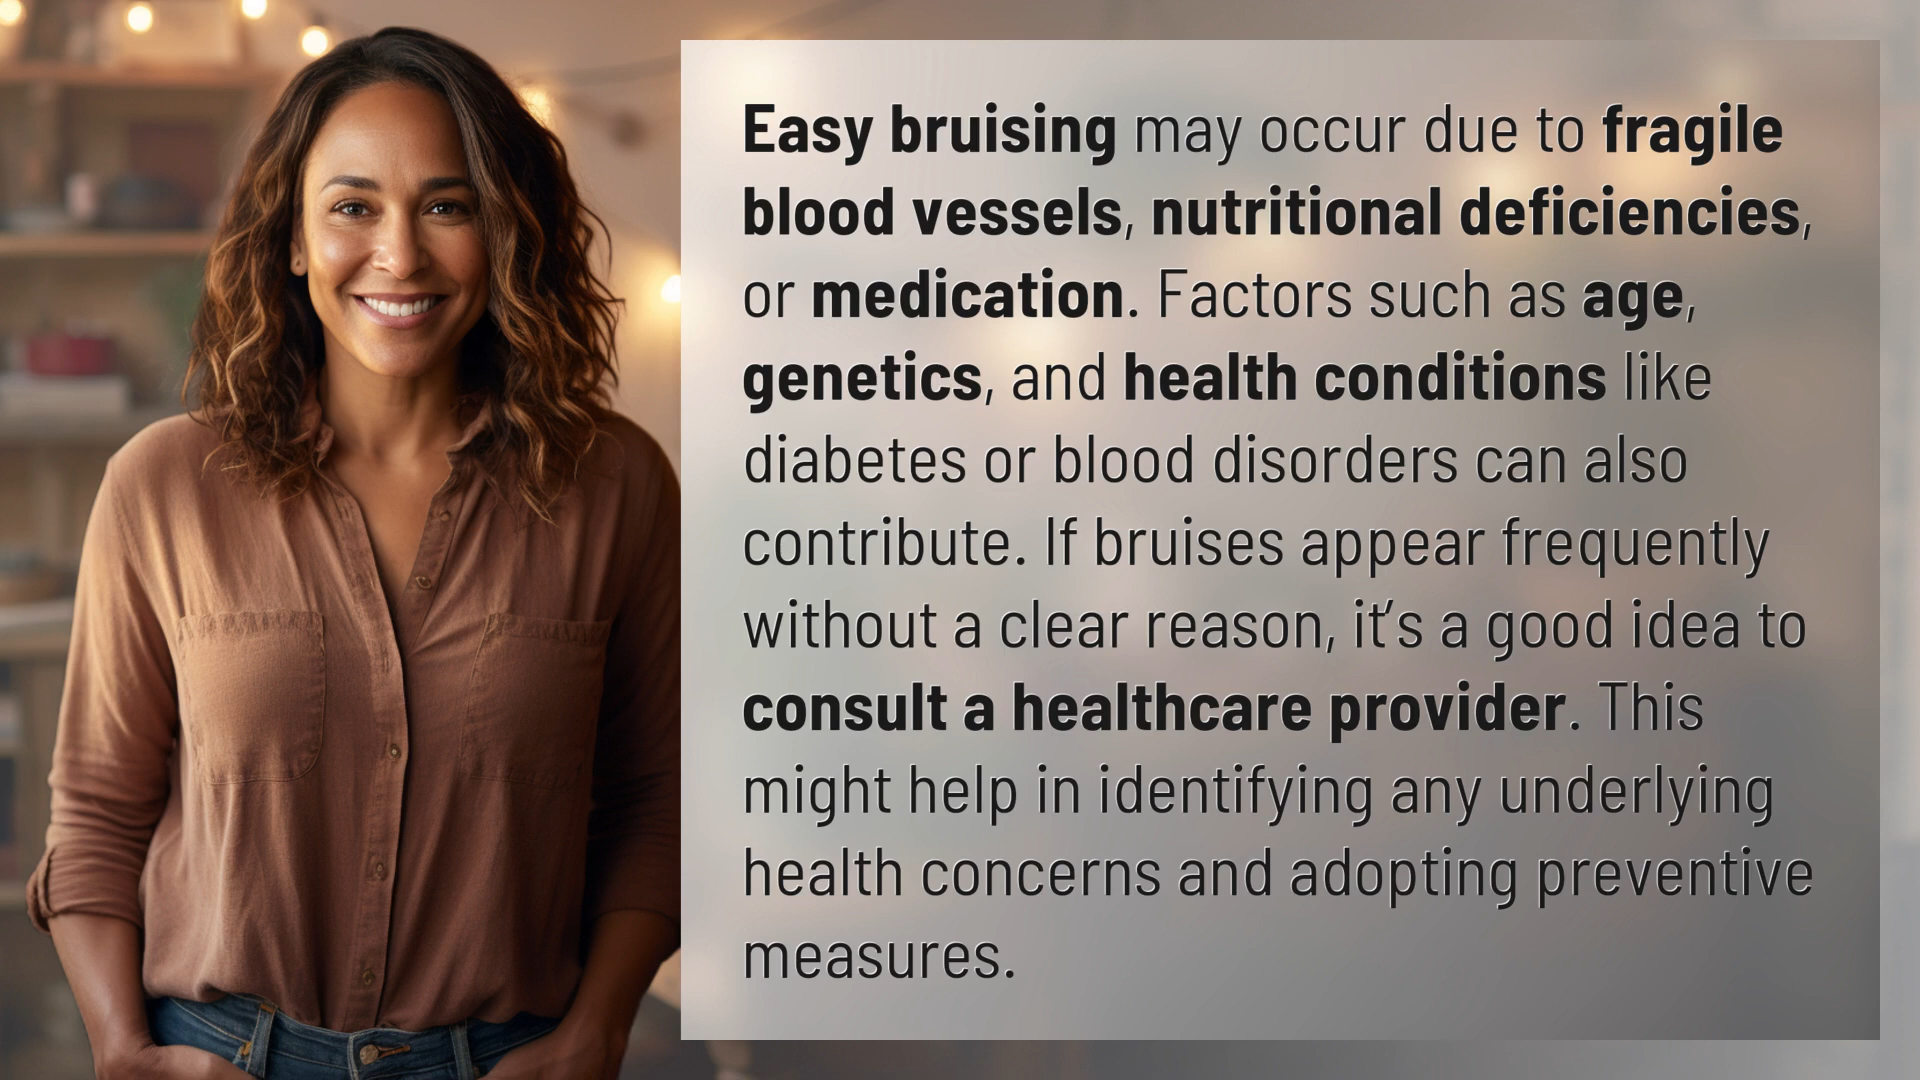 Easy bruising may occur due to fragile
blood vessels, nutritional deficiencies,
or medication. Factors such as age,
genetics, and health conditions like
diabetes or blood disorders can also
contribute. If bruises appear frequently
without a clear reason, it's a good idea to
consult a healthcare provider. This
might help in identifying any underlying
health concerns and adopting preventive
measures.